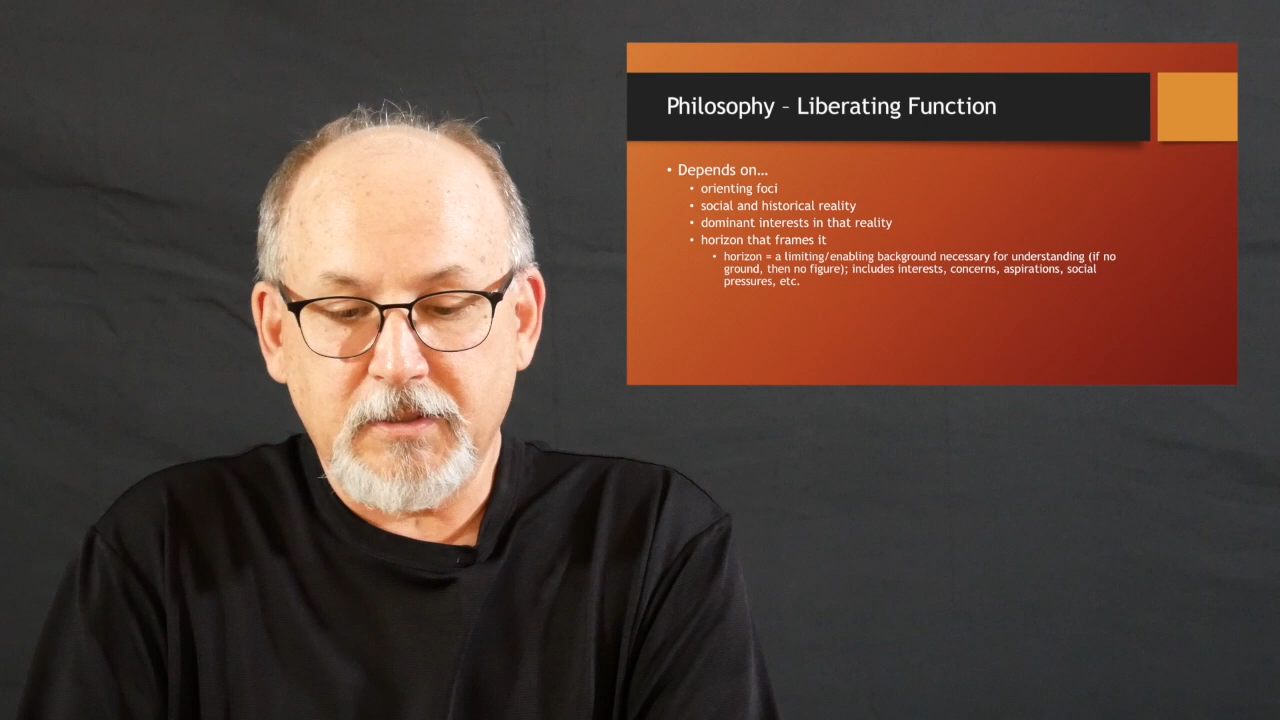 Philosophy – Liberating Function
• Depends on…
• orienting foci
• social and historical reality
• dominant interests in that reality
• horizon that frames it
• horizon = a limiting/enabling background necessary for understanding (if no
ground, then no figure); includes interests, concerns, aspirations, social
pressures, etc.